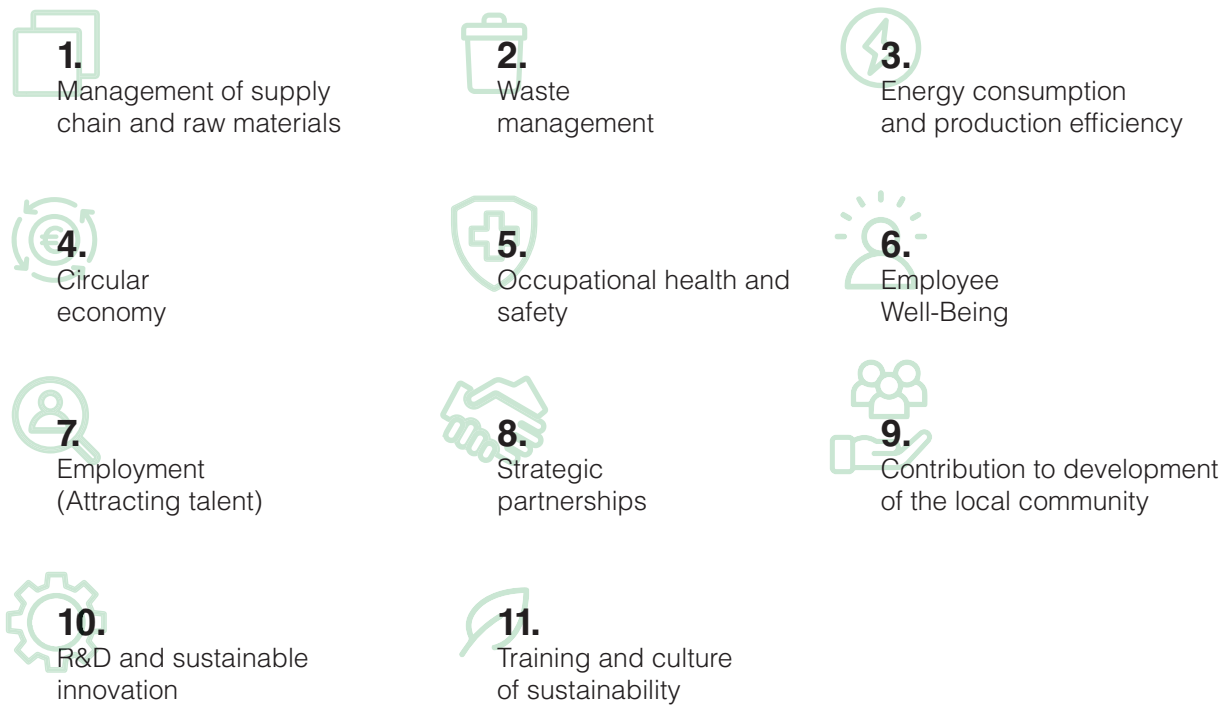 1.
Management of supply
chain and raw materials
2.
Waste
management
3.
Energy consumption
and production efficiency
4.
Circular
economy
5.
Occupational health and
safety
6.
Employee
Well-Being
7.
Employment
(Attracting talent)
8.
Strategic
partnerships
9.
Contribution to development
of the local community
10.
R&D and sustainable
innovation
11.
Training and culture
of sustainability